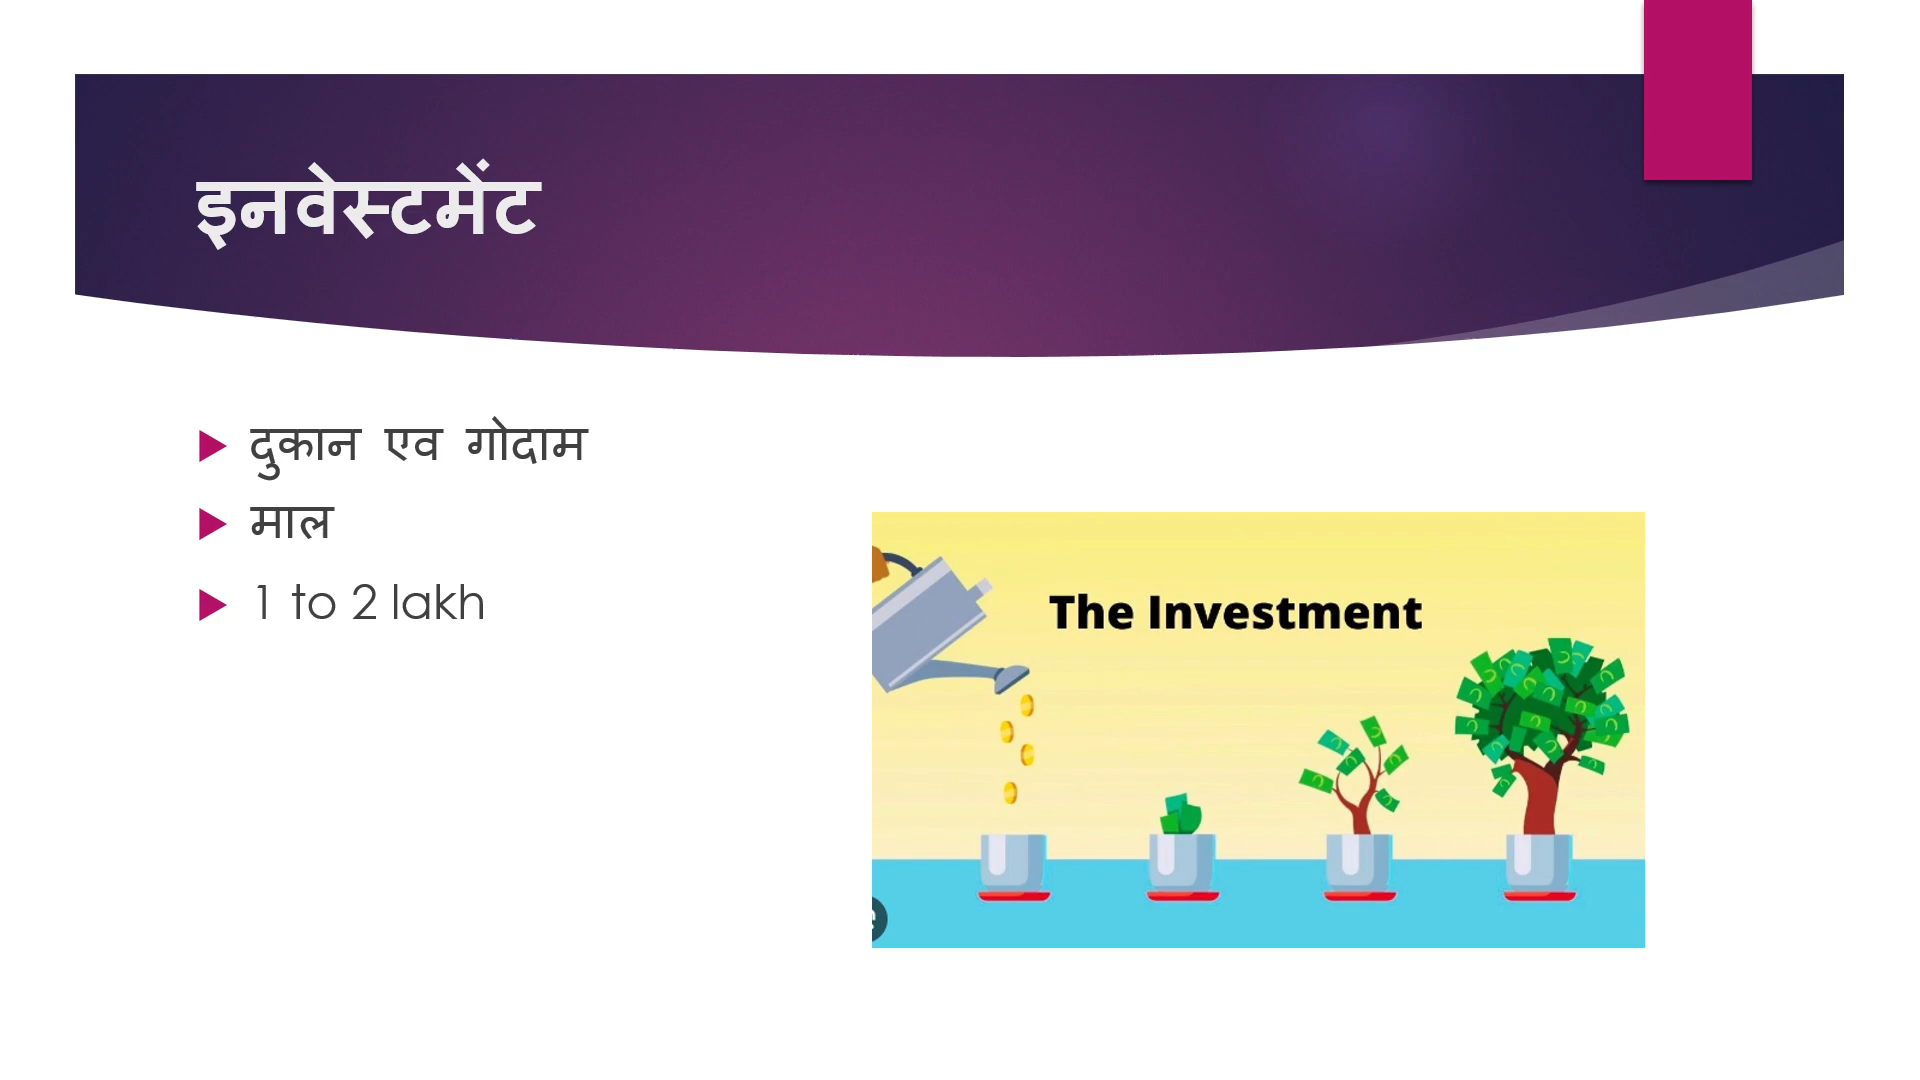 इनवेस्टमेंट
दुकान एव गोदाम
माल
1 to 2 lakh
The Investment